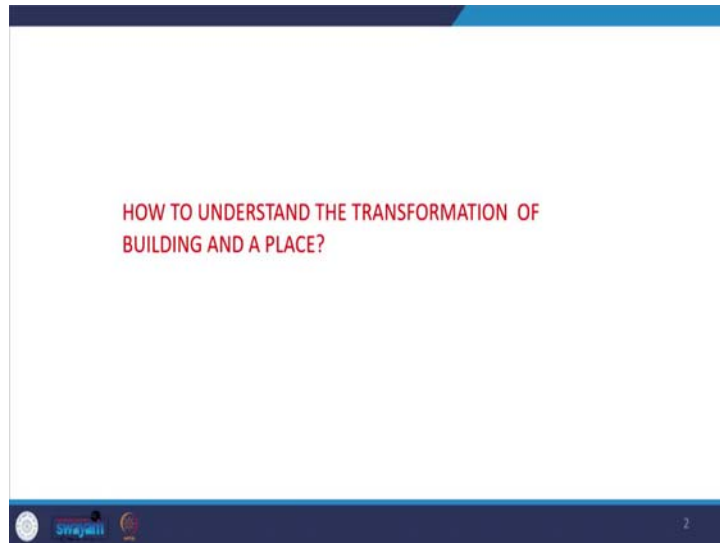 HOW TO UNDERSTAND THE TRANSFORMATION OF
BUILDING AND A PLACE?
swayam
2